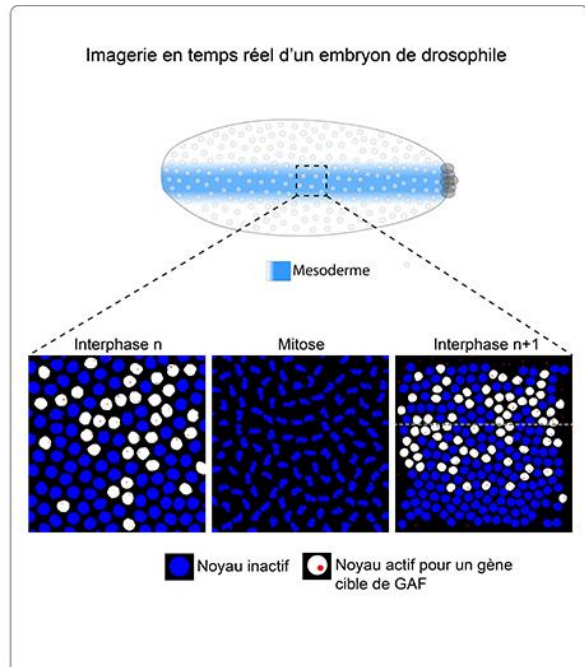 Imagerie en temps réel d'un embryon de drosophile
Mesoderme
Interphase n
Mitose
Interphase n+1
Noyau inactif
Noyau actif pour un gène
cible de GAF